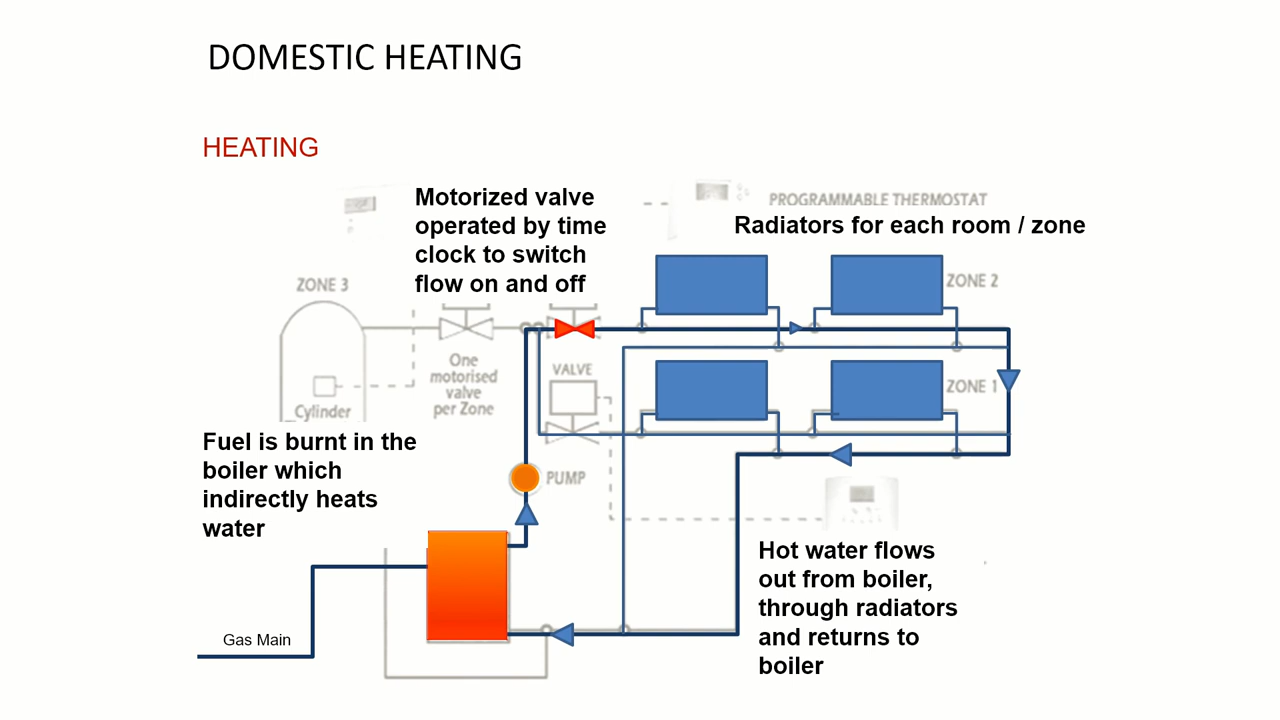 DOMESTIC HEATING
HEATING
Motorized valve
operated by time
clock to switch
flow on and off
PROGRAMMABLE THERMOSTAT
Radiators for each room / zone
ZONE 3
ZONE 2
One
motorised
valve
per Zone
VALVE
ZONE 1
Cylinder
Fuel is burnt in the
boiler which
indirectly heats
water
PUMP
Hot water flows
out from boiler,
through radiators
and returns to
boiler
Gas Main